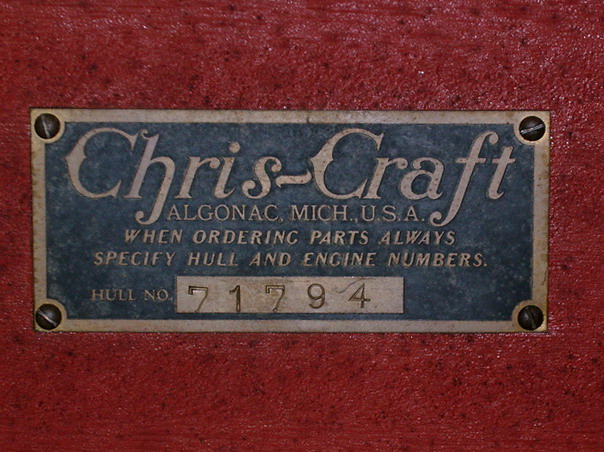 Chris-Craft
ALGONAC, MICH., U.S.A.
WHEN ORDERING PARTS ALWAYS
SPECIFY HULL AND ENGINE NUMBERS.
HULL NO. 71794